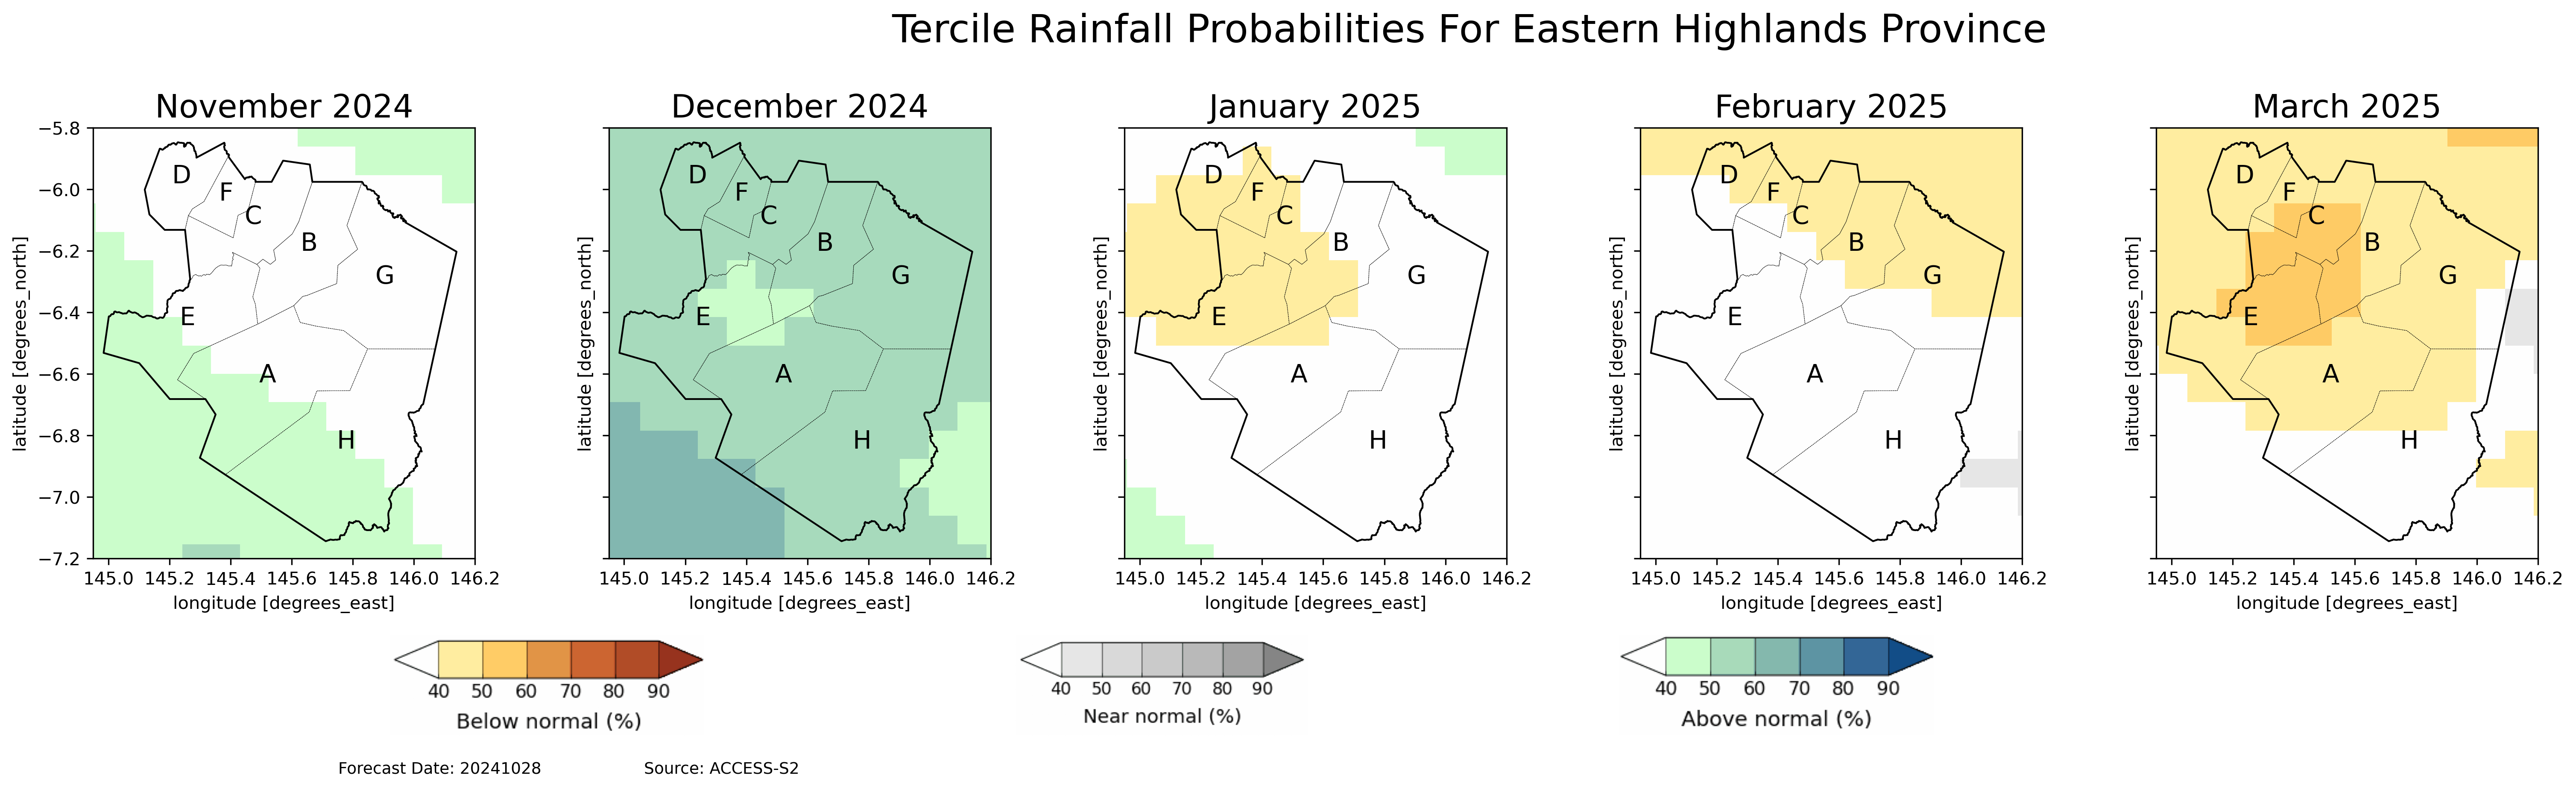 Tercile Rainfall Probabilities For Eastern Highlands Province
November 2024
December 2024
January 2025
February 2025
March 2025
−5.8
−6.0
−6.2
−6.4
−6.6
−6.8
−7.0
−7.2
latitude [degrees_north]
D
F
C
B
G
E
A
H
145.0 145.2 145.4 145.6 145.8 146.0 146.2
longitude [degrees_east]
latitude [degrees_north]
D
F
C
B
G
E
A
H
145.0 145.2 145.4 145.6 145.8 146.0 146.2
longitude [degrees_east]
latitude [degrees_north]
D
F
C
B
G
E
A
H
145.0 145.2 145.4 145.6 145.8 146.0 146.2
longitude [degrees_east]
latitude [degrees_north]
D
F
C
B
G
E
A
H
145.0 145.2 145.4 145.6 145.8 146.0 146.2
longitude [degrees_east]
latitude [degrees_north]
D
F
C
B
G
E
A
H
145.0 145.2 145.4 145.6 145.8 146.0 146.2
longitude [degrees_east]
40 50 60 70 80 90
Below normal (%)
40 50 60 70 80 90
Near normal (%)
40 50 60 70 80 90
Above normal (%)
Forecast Date: 20241028
Source: ACCESS-S2